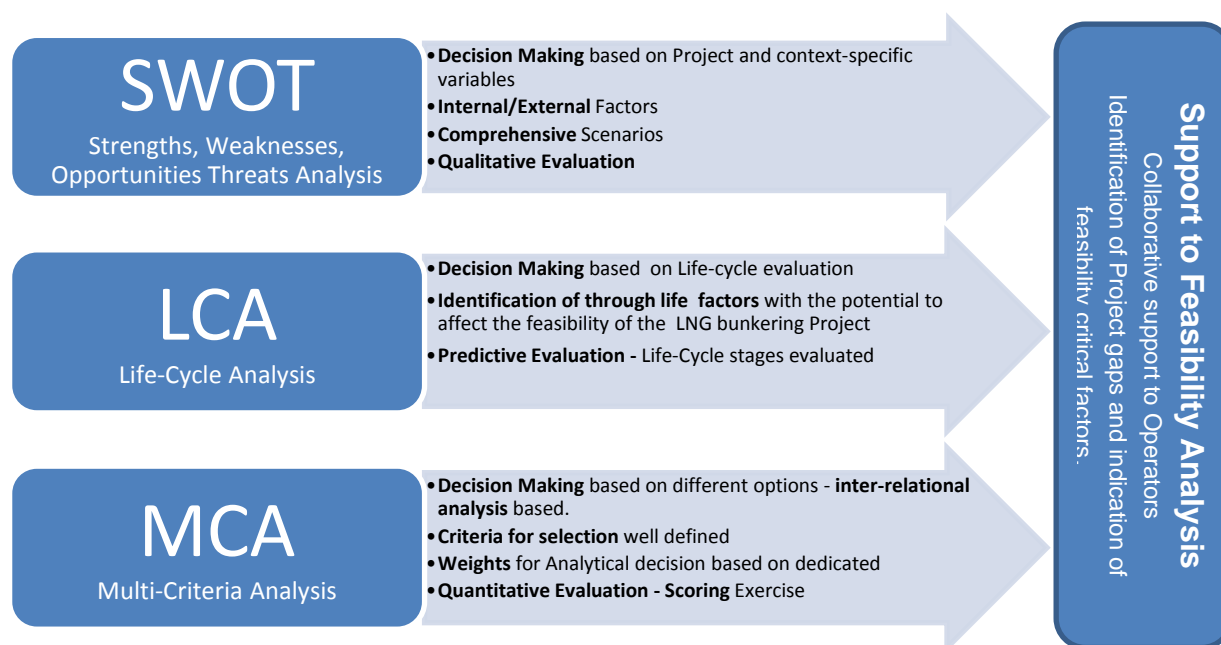 SWOT
Strengths, Weaknesses,
Opportunities Threats Analysis
•Decision Making based on Project and context-specific
variables
•Internal/External Factors
•Comprehensive Scenarios
•Qualitative Evaluation
LCA
Life-Cycle Analysis
•Decision Making based on Life-cycle evaluation
•Identification of through life factors with the potential to
affect the feasibility of the LNG bunkering Project
•Predictive Evaluation - Life-Cycle stages evaluated
MCA
Multi-Criteria Analysis
•Decision Making based on different options - inter-relational
analysis based.
•Criteria for selection well defined
•Weights for Analytical decision based on dedicated
•Quantitative Evaluation - Scoring Exercise
Support to Feasibility Analysis
Collaborative support to Operators
Identification of Project gaps and indication of
feasibility critical factors.